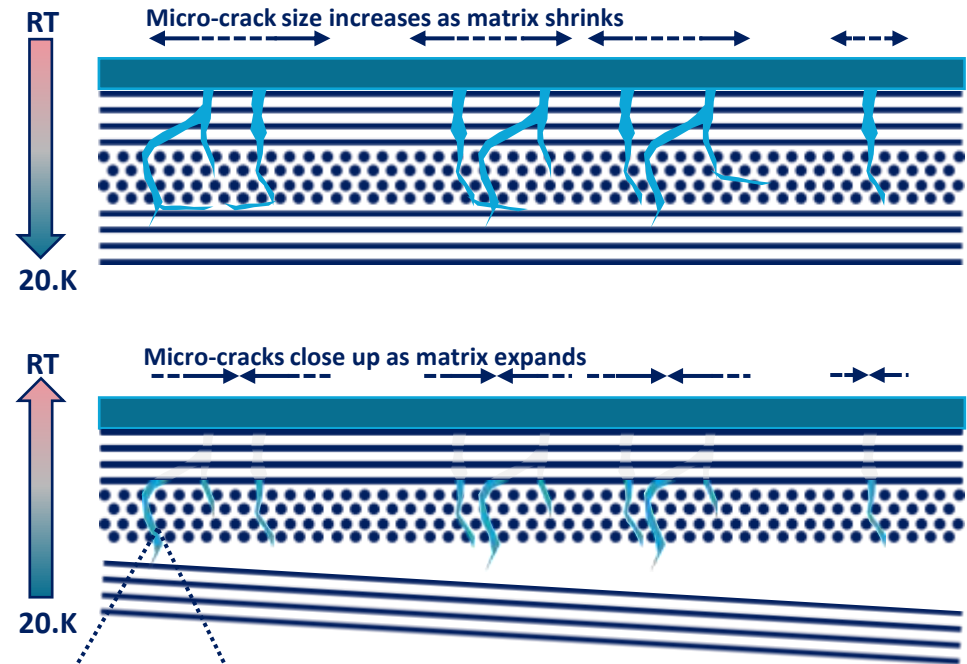 RT
Micro-crack size increases as matrix shrinks
20.K
RT
Micro-cracks close up as matrix expands
20.K